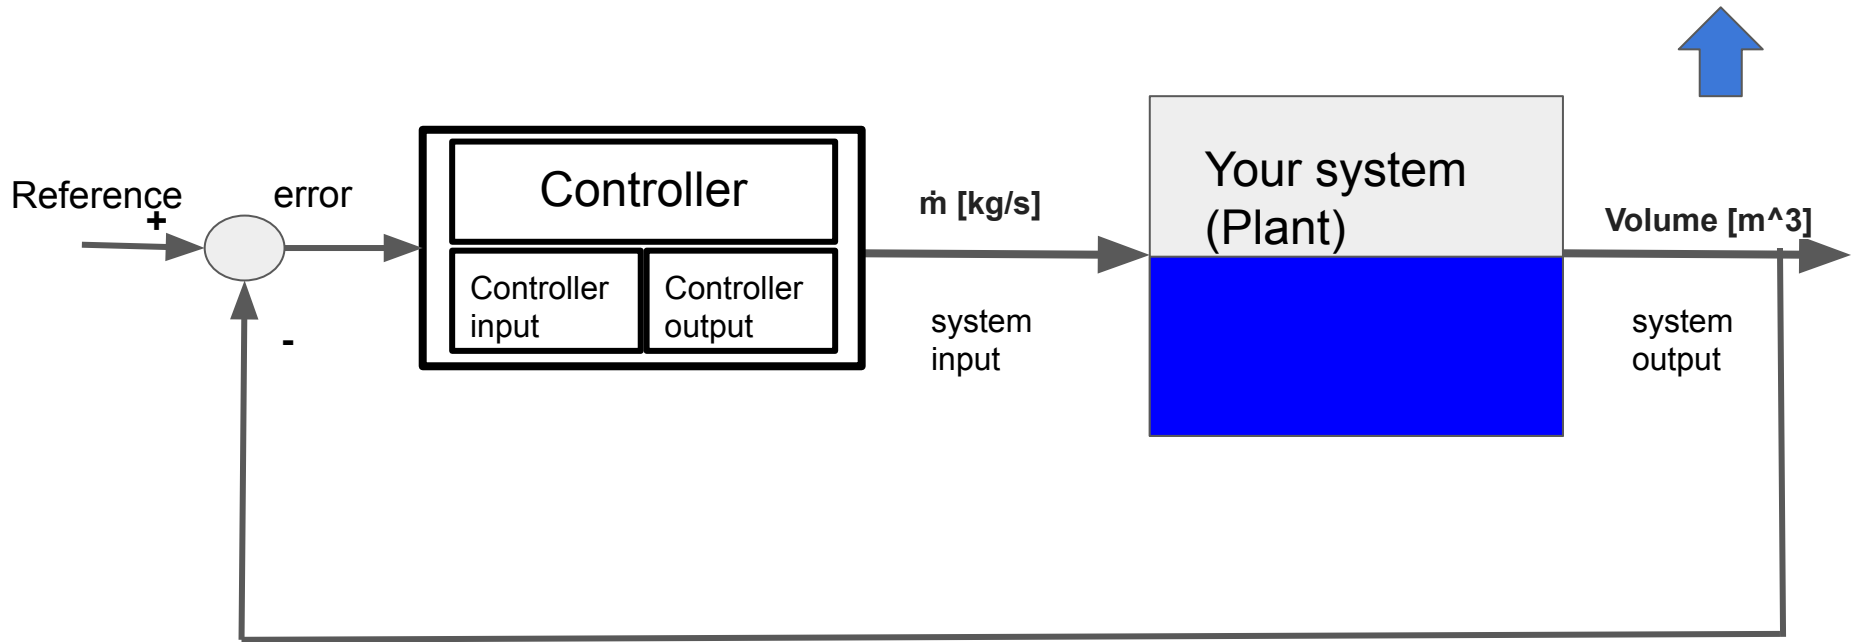 Reference
+
error
Controller
Controller
input
Controller
output
ṁ [kg/s]
system
input
Your system
(Plant)
Volume [m^3]
system
output
-